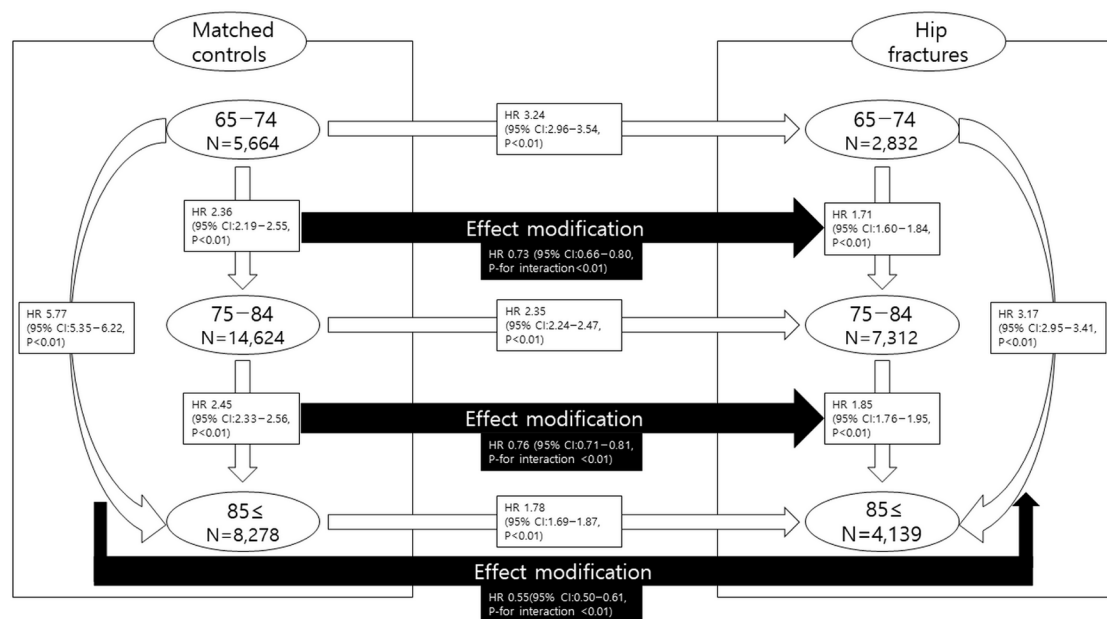 Matched
controls
Hip
fractures
65−74
N=5,664
HR 3.24
(95% CI:2.96−3.54,
P<0.01)
65−74
N=2,832
HR 2.36
(95% CI:2.19−2.55,
P<0.01)
Effect modification
HR 0.73 (95% CI:0.66−0.80,
P-for interaction<0.01)
HR 1.71
(95% CI:1.60−1.84,
P<0.01)
HR 5.77
(95% CI:5.35−6.22,
P<0.01)
75−84
N=14,624
HR 2.35
(95% CI:2.24−2.47,
P<0.01)
75−84
N=7,312
HR 3.17
(95% CI:2.95−3.41,
P<0.01)
HR 2.45
(95% CI:2.33−2.56,
P<0.01)
Effect modification
HR 0.76 (95% CI:0.71−0.81,
P-for interaction <0.01)
HR 1.85
(95% CI:1.76−1.95,
P<0.01)
85≤
N=8,278
HR 1.78
(95% CI:1.69−1.87,
P<0.01)
85≤
N=4,139
Effect modification
HR 0.55(95% CI:0.50−0.61,
P-for interaction <0.01)